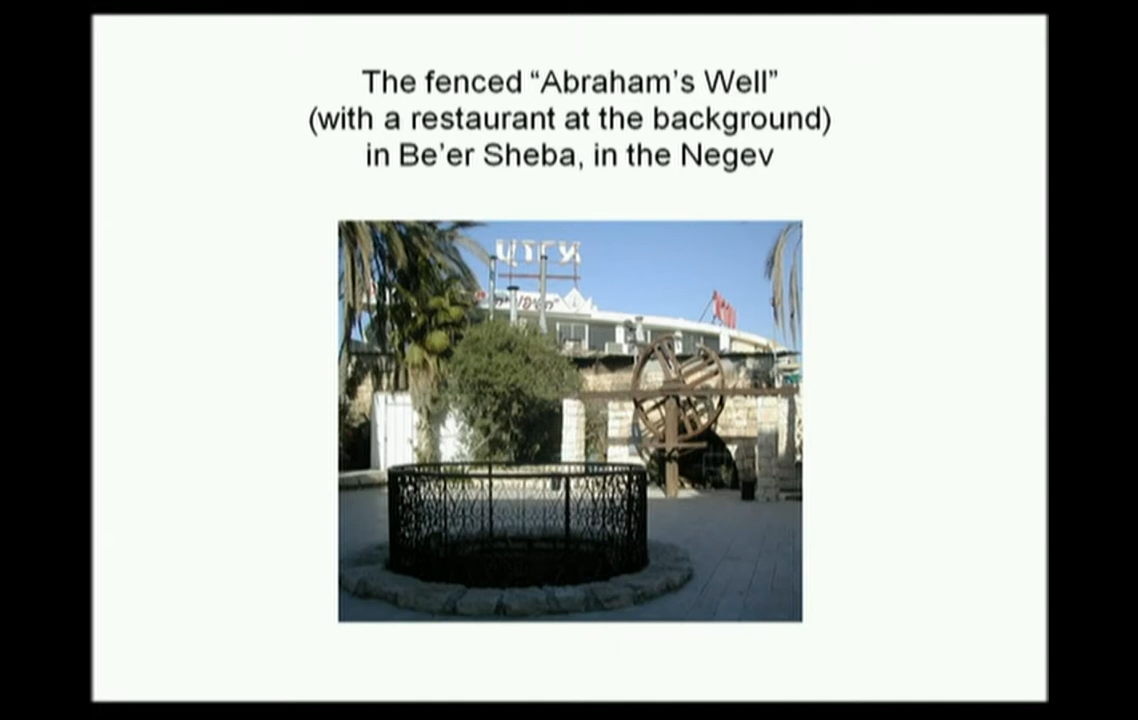 The fenced “Abraham’s Well”
(with a restaurant at the background)
in Be’er Sheba, in the Negev